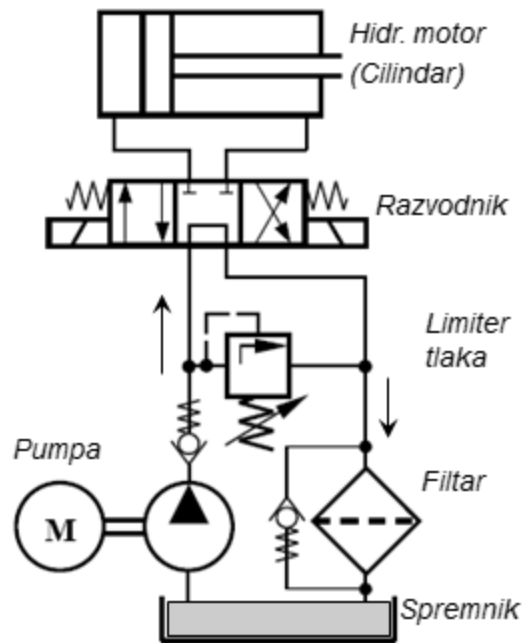 Hidr. motor
(Cilindar)
Razvodnik
Limiter
tlaka
Pumpa
Filtar
M
Spremnik